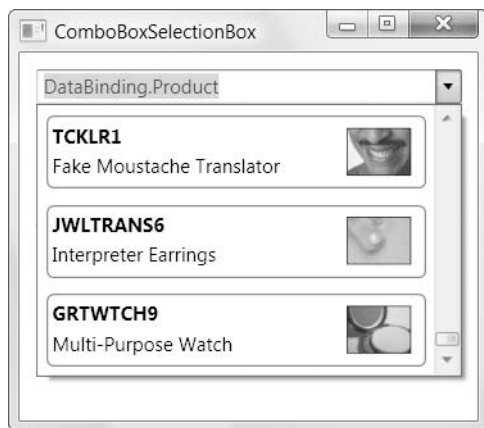 ComboBoxSelectionBox
DataBinding.Product
TCKLR1
Fake Moustache Translator
JWLTRANS6
Interpreter Earrings
GRTWTCH9
Multi-Purpose Watch